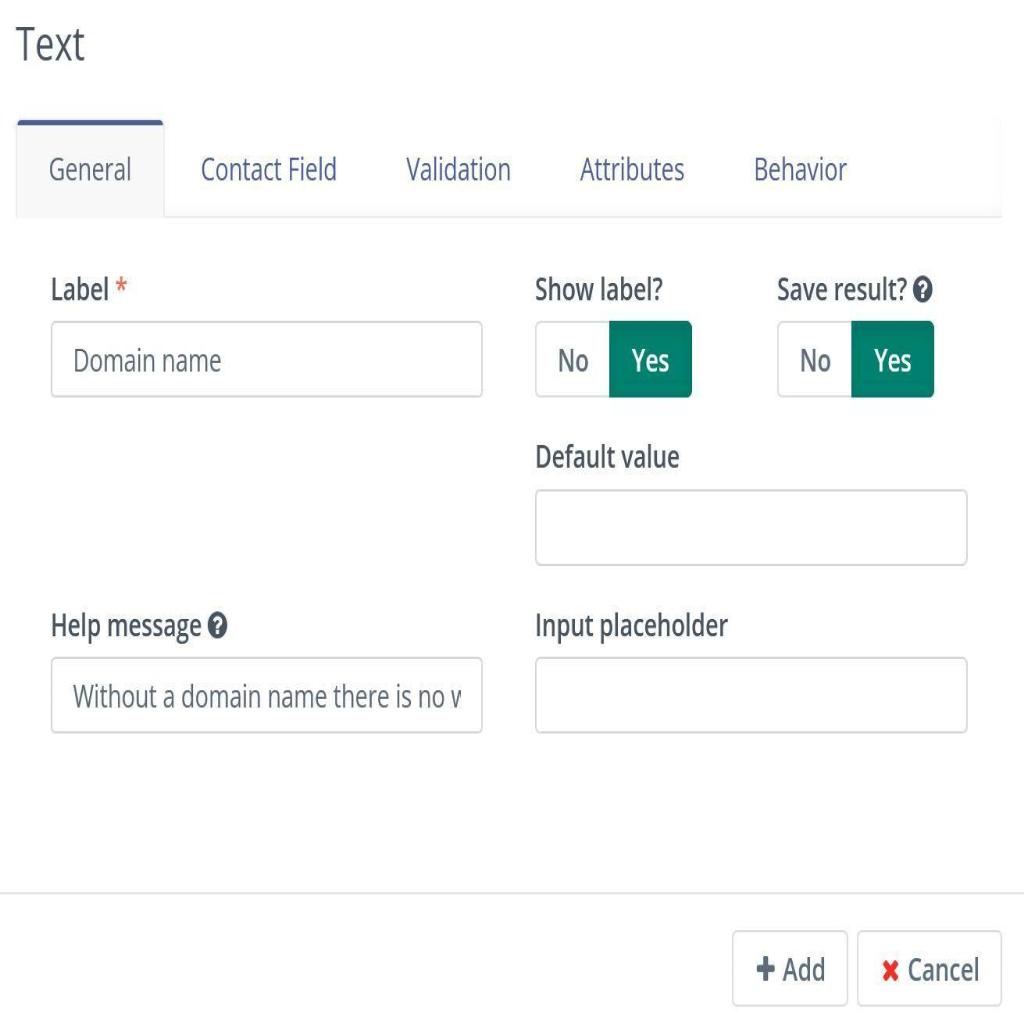 Text
General Contact Field Validation Attributes Behavior
Label * Show label? Save result?
Domain name No Yes No Yes
Default value
Help message Input placeholder
Without a domain name there is no
+ Add ✖ Cancel